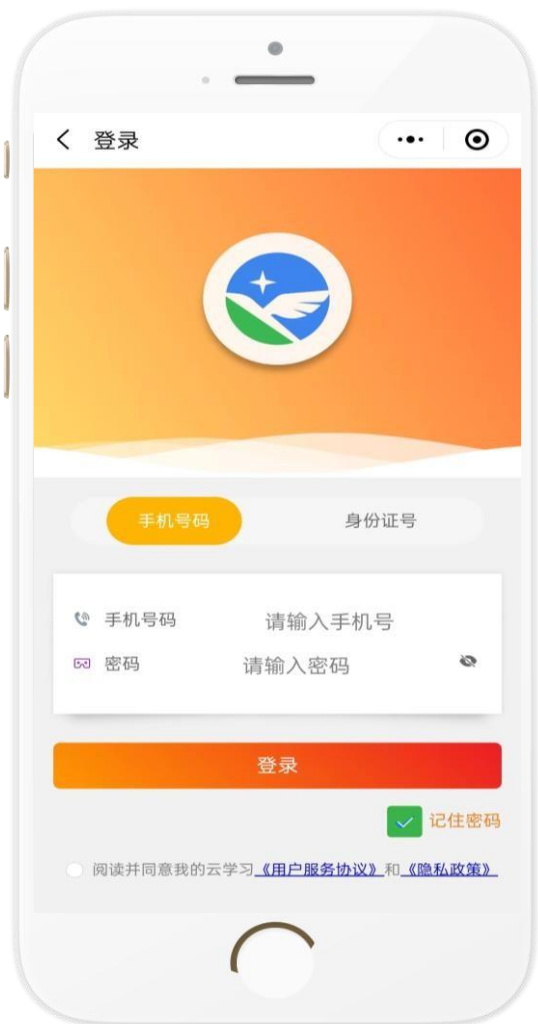 登录
手机号码 身份证号
手机号码 请输入手机号
密码 请输入密码
登录
记住密码
阅读并同意我的云学习《用户服务协议》和《隐私政策》